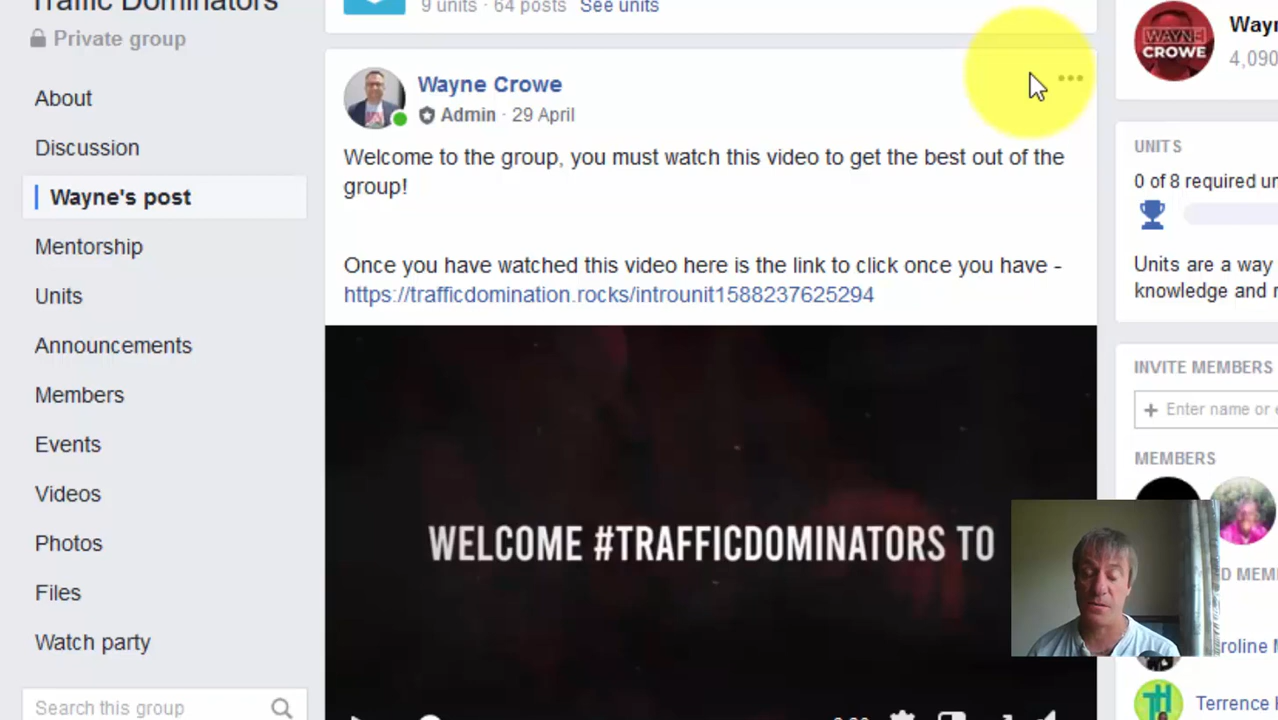 Traffic Dominators
Private group
About
Discussion
Wayne's post
Mentorship
Units
Announcements
Members
Events
Videos
Photos
Files
Watch party
Search this group
9 units · 64 posts See units
Wayne Crowe
Admin · 29 April
Welcome to the group, you must watch this video to get the best out of the
group!
Once you have watched this video here is the link to click once you have -
https://trafficdomination.rocks/introunit1588237625294
WELCOME #TRAFFICDOMINATORS TO
WAYNE
CROWE
4,090
UNITS
0 of 8 required
Units are a way
knowledge and
INVITE MEMBERS
Enter name or
MEMBERS
Terrence